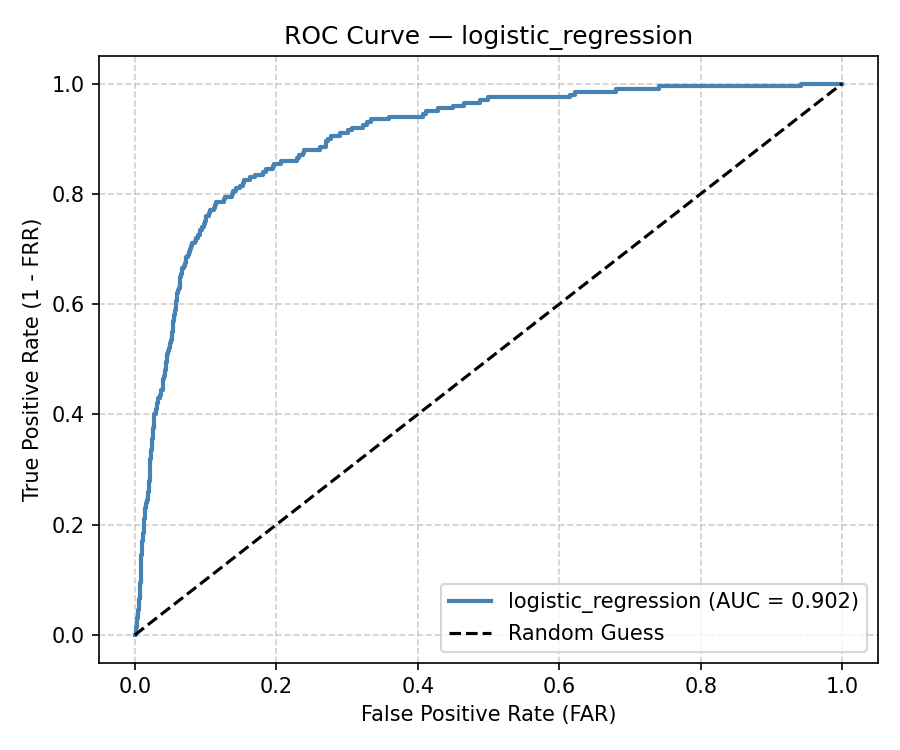 ROC Curve — logistic_regression
True Positive Rate (1 - FRR)
1.0
0.8
0.6
0.4
0.2
0.0
logistic_regression (AUC = 0.902)
Random Guess
0.0 0.2 0.4 0.6 0.8 1.0
False Positive Rate (FAR)